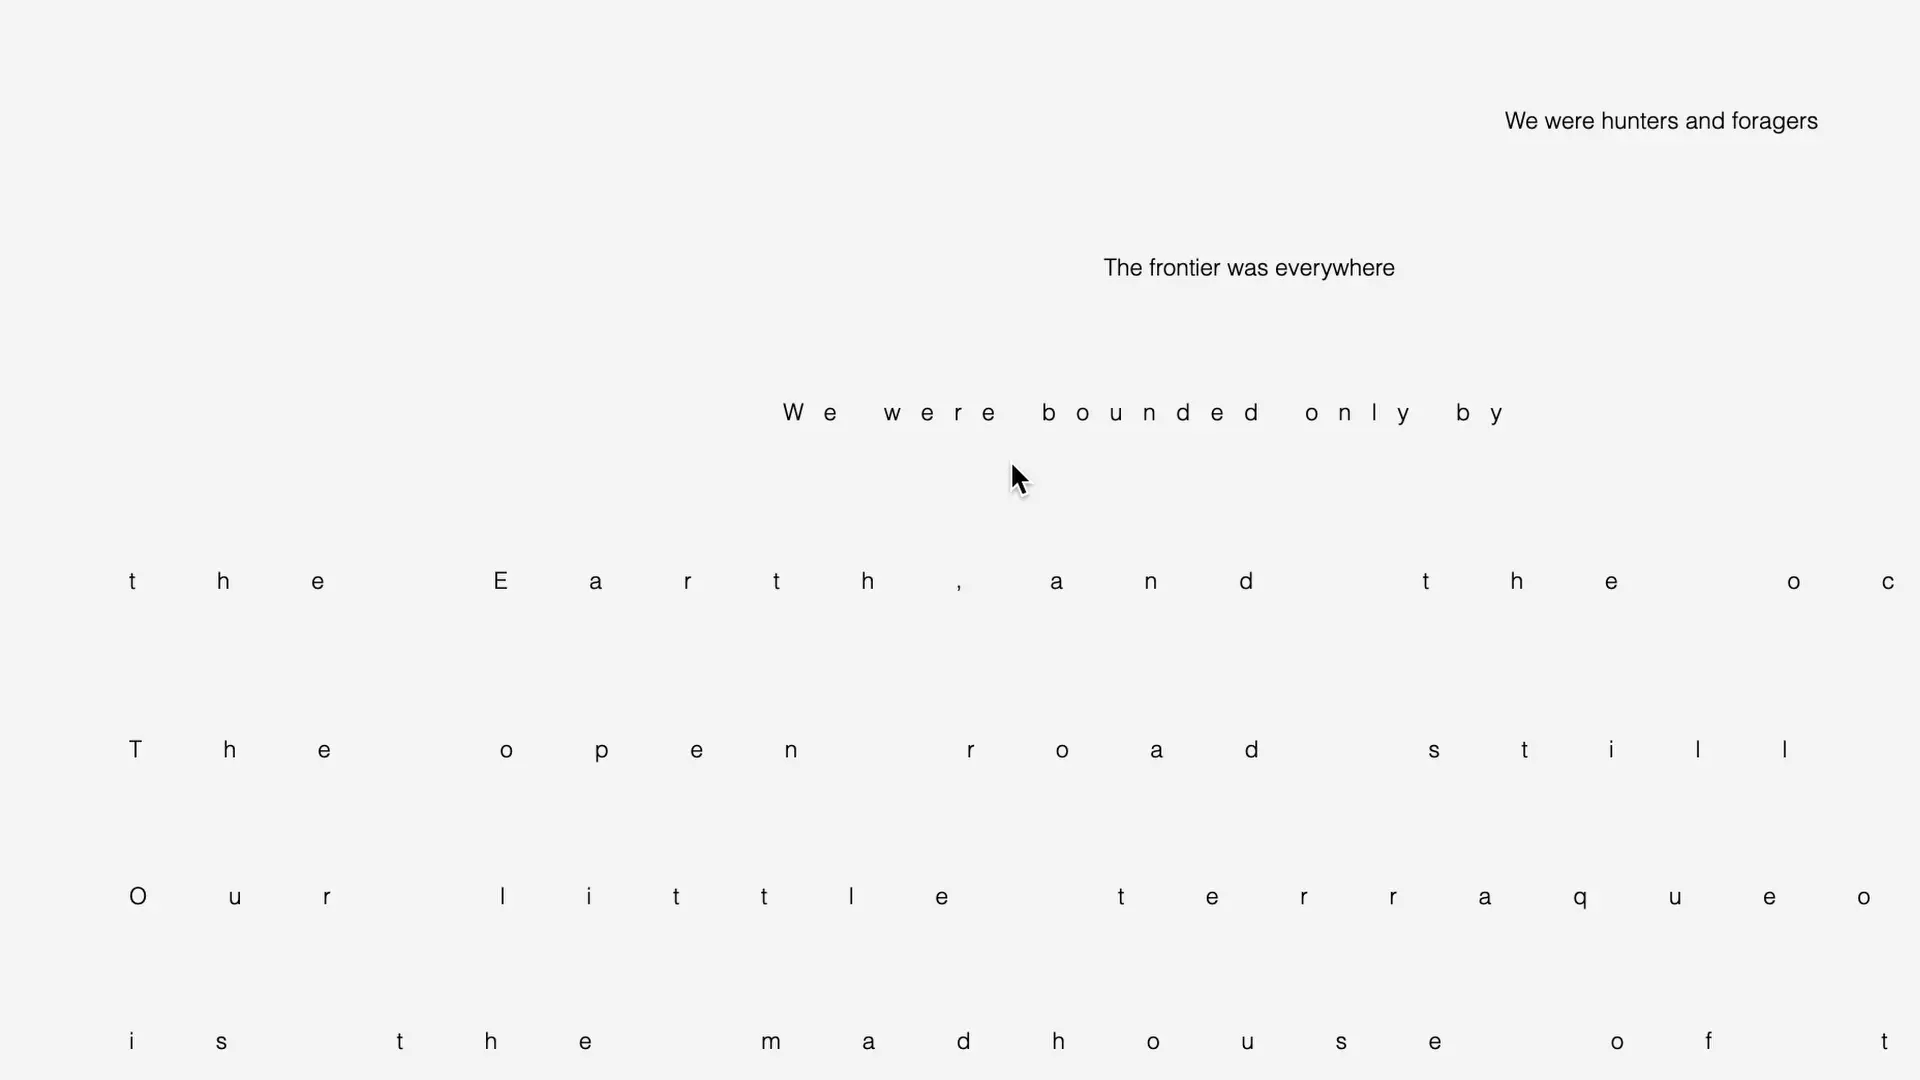 We were hunters and foragers
The frontier was everywhere
We were bounded only by
the Earth, and the oc
The open road still
Our little terraqueo
is the madhouse of t